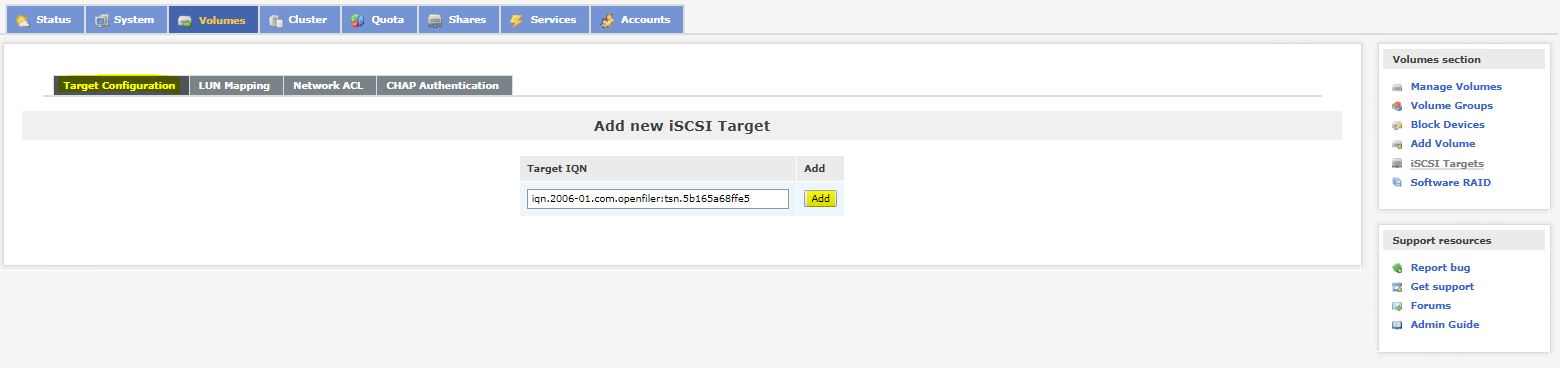 Status System Volumes Cluster Quota Shares Services Accounts
Target Configuration LUN Mapping Network ACL CHAP Authentication
Add new iSCSI Target
Target IQN Add
iqn.2006-01.com.openfiler:tsn.5b165a68ffe5 Add
Volumes section
Manage Volumes
Volume Groups
Block Devices
Add Volume
iSCSI Targets
Software RAID
Support resources
Report bug
Get support
Forums
Admin Guide